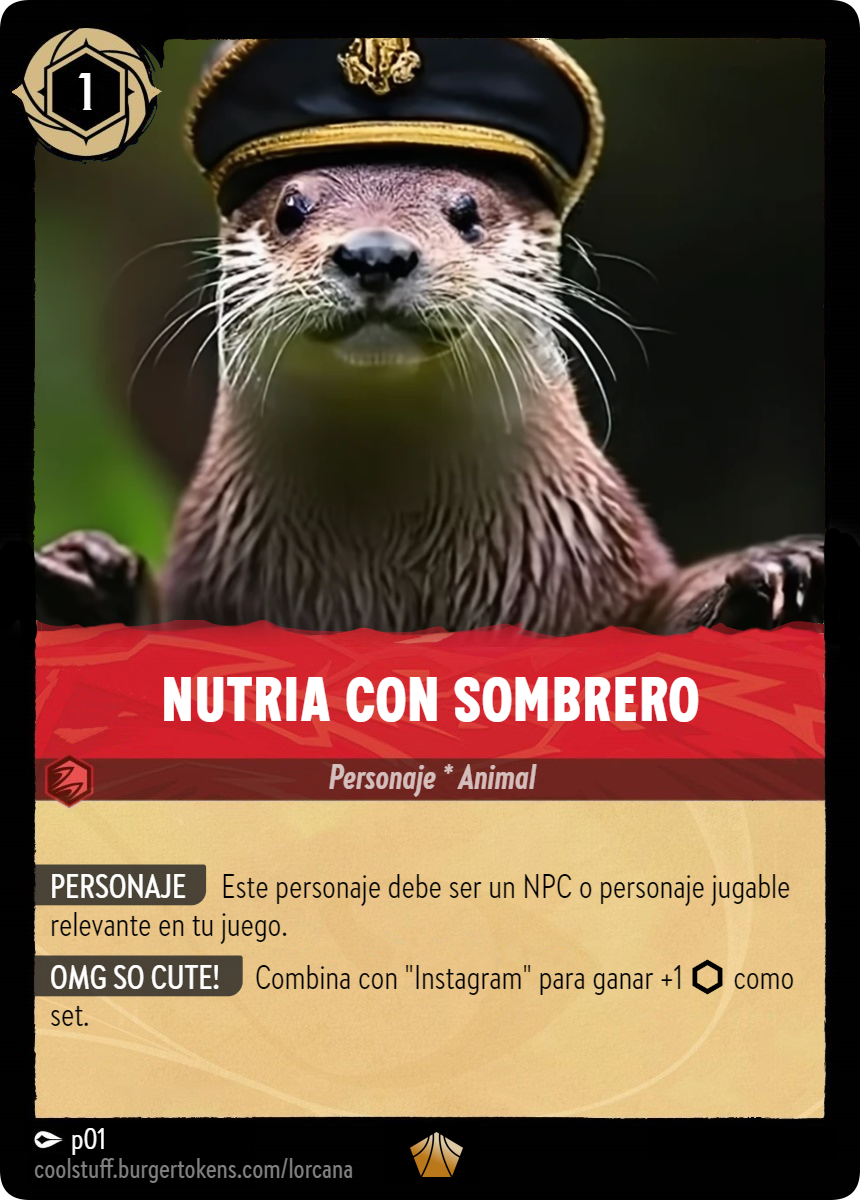 1
NUTRIA CON SOMBRERO
Personaje * Animal
PERSONAJE Este personaje debe ser un NPC o personaje jugable
relevante en tu juego.
OMG SO CUTE! Combina con "Instagram" para ganar +1 como
set.
p01
coolstuff.burgertokens.com/lorcana